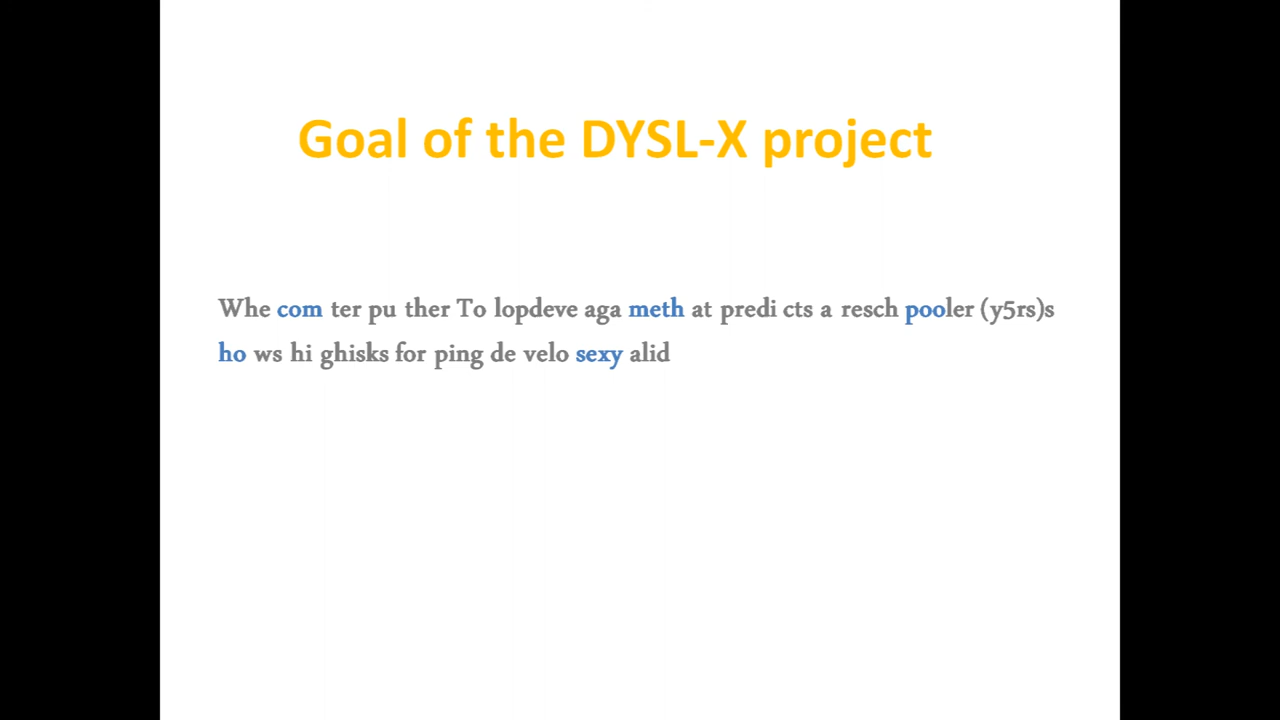 Goal of the DYSL-X project
Whe com ter pu ther To lopdeve aga meth at predi cts a resch pooler (y5rs)s
ho ws hi ghisks for ping de velo sexy alid